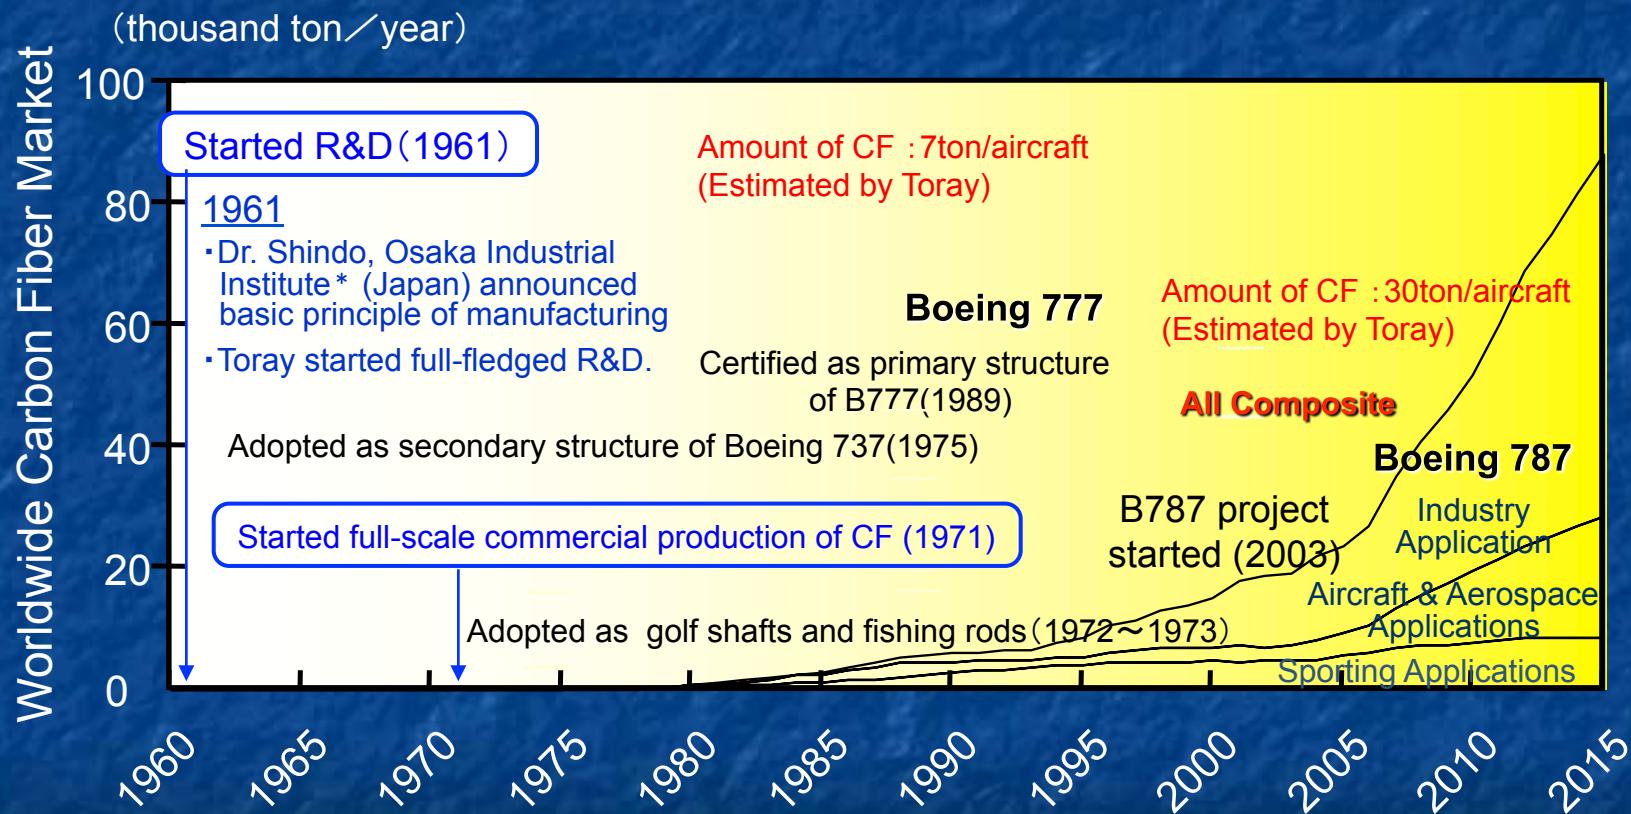 （thousand ton／year）
Worldwide Carbon Fiber Market
100
80
60
40
20
0
Started R&D（1961）
1961
・Dr. Shindo, Osaka Industrial
Institute* (Japan) announced
basic principle of manufacturing
・Toray started full-fledged R&D.
Amount of CF：7ton/aircraft
(Estimated by Toray)
Boeing 777
Certified as primary structure
of B777(1989)
Amount of CF：30ton/aircraft
(Estimated by Toray)
All Composite
Boeing 787
Adopted as secondary structure of Boeing 737(1975)
Started full-scale commercial production of CF (1971)
B787 project
started (2003)
Industry
Application
Adopted as golf shafts and fishing rods（1972～1973）
Aircraft & Aerospace
Applications
Sporting Applications
1960
1965
1970
1975
1980
1985
1990
1995
2000
2005
2010
2015